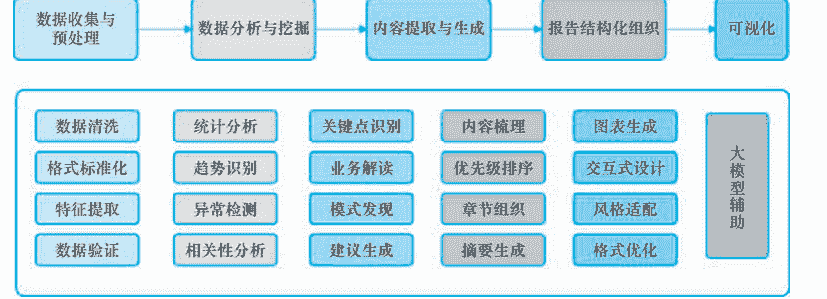 数据收集与
预处理
数据分析与挖掘
内容提取与生成
报告结构化组织
可视化
数据清洗
统计分析
关键点识别
内容梳理
图表生成
格式标准化
趋势识别
业务解读
优先级排序
交互式设计
特征提取
异常检测
模式发现
章节组织
风格适配
数据验证
相关性分析
建议生成
摘要生成
格式优化
大
模
型
辅
助